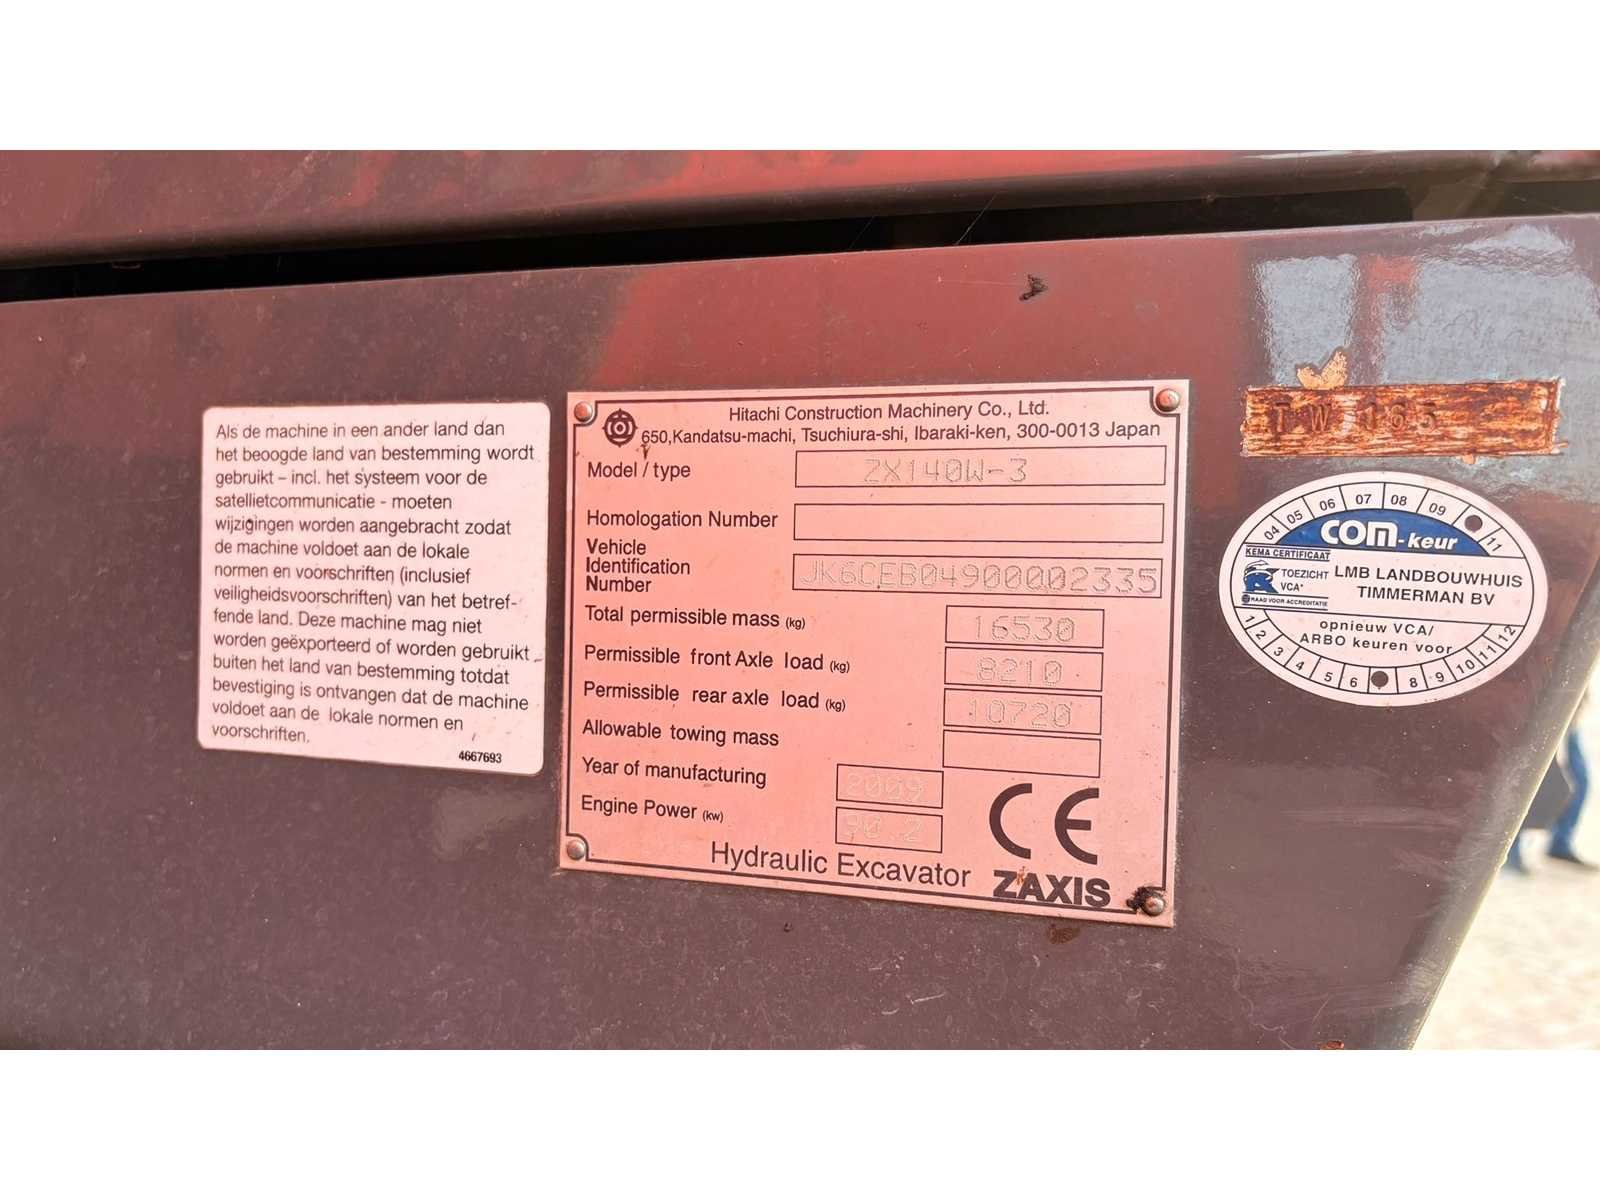 Als de machine in een ander land dan
het beoogde land van bestemming wordt
gebruikt – incl. het systeem voor de
satellietcommunicatie - moeten
wijzigingen worden aangebracht zodat
de machine voldoet aan de lokale
normen en voorschriften (inclusief
veiligheidsvoorschriften) van het betref-
fende land. Deze machine mag niet
worden geëxporteerd of worden gebruikt
buiten het land van bestemming totdat
bevestiging is ontvangen dat de machine
voldoet aan de lokale normen en
voorschriften.
4667693
Hitachi Construction Machinery Co., Ltd.
650,Kandatsu-machi, Tsuchiura-shi, Ibaraki-ken, 300-0013 Japan
Model / type ZX140W-3
Homologation Number
Vehicle
Identification
Number JK6CEB04900002335
Total permissible mass (kg) 16530
Permissible front Axle load (kg) 8210
Permissible rear axle load (kg) 10720
Allowable towing mass
Year of manufacturing 2009
Engine Power (kw) 90.2
CE
Hydraulic Excavator ZAXIS
TW 165
04 05 06 07 08 09 11
COM-keur
KEMA CERTIFICAAT
TOEZICHT
VCA*
RAAD VOOR ACCREDITATIE
LMB LANDBOUWHUIS
TIMMERMAN BV
opnieuw VCA/
ARBO keuren voor
1 2 3 4 5 6 8 9 10 11 12